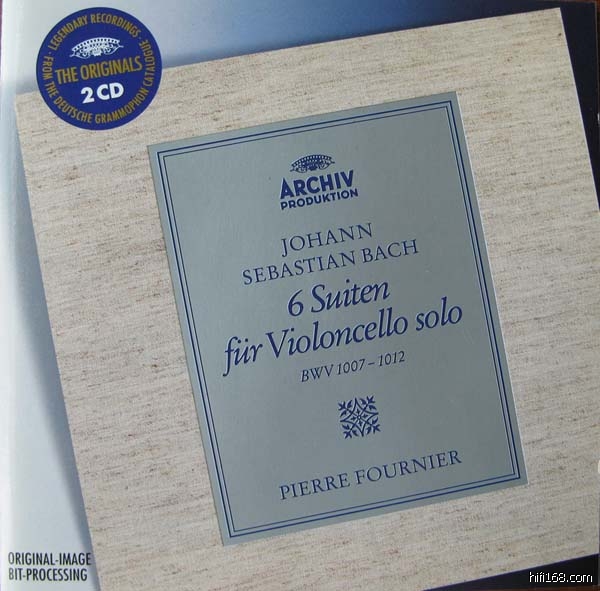 LEGENDARY RECORDINGS
FROM THE DEUTSCHE GRAMMOPHON CATALOGUE
THE ORIGINALS
2 CD
ARCHIV
PRODUKTION
JOHANN
SEBASTIAN BACH
6 Suiten
für Violoncello solo
BWV 1007 – 1012
PIERRE FOURNIER
ORIGINAL-IMAGE
BIT-PROCESSING
hifi168.com